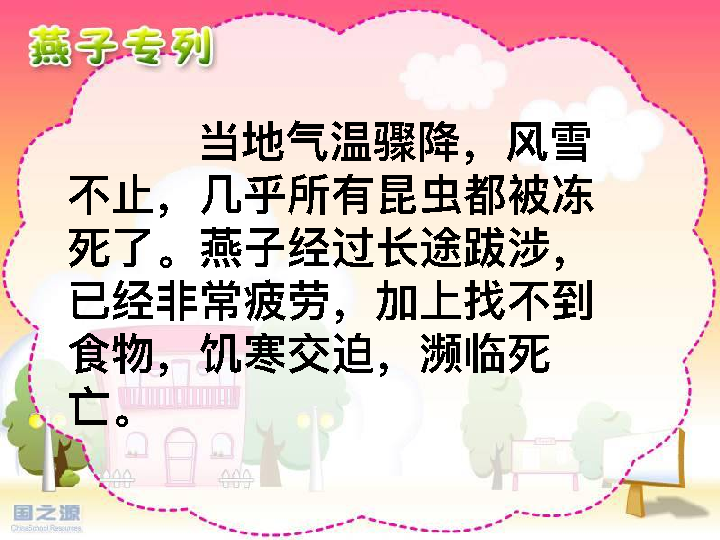 燕子专列
当地气温骤降，风雪
不止，几乎所有昆虫都被冻
死了。燕子经过长途跋涉，
已经非常疲劳，加上找不到
食物，饥寒交迫，濒临死
亡。
国之源
ChinaSchool Resources